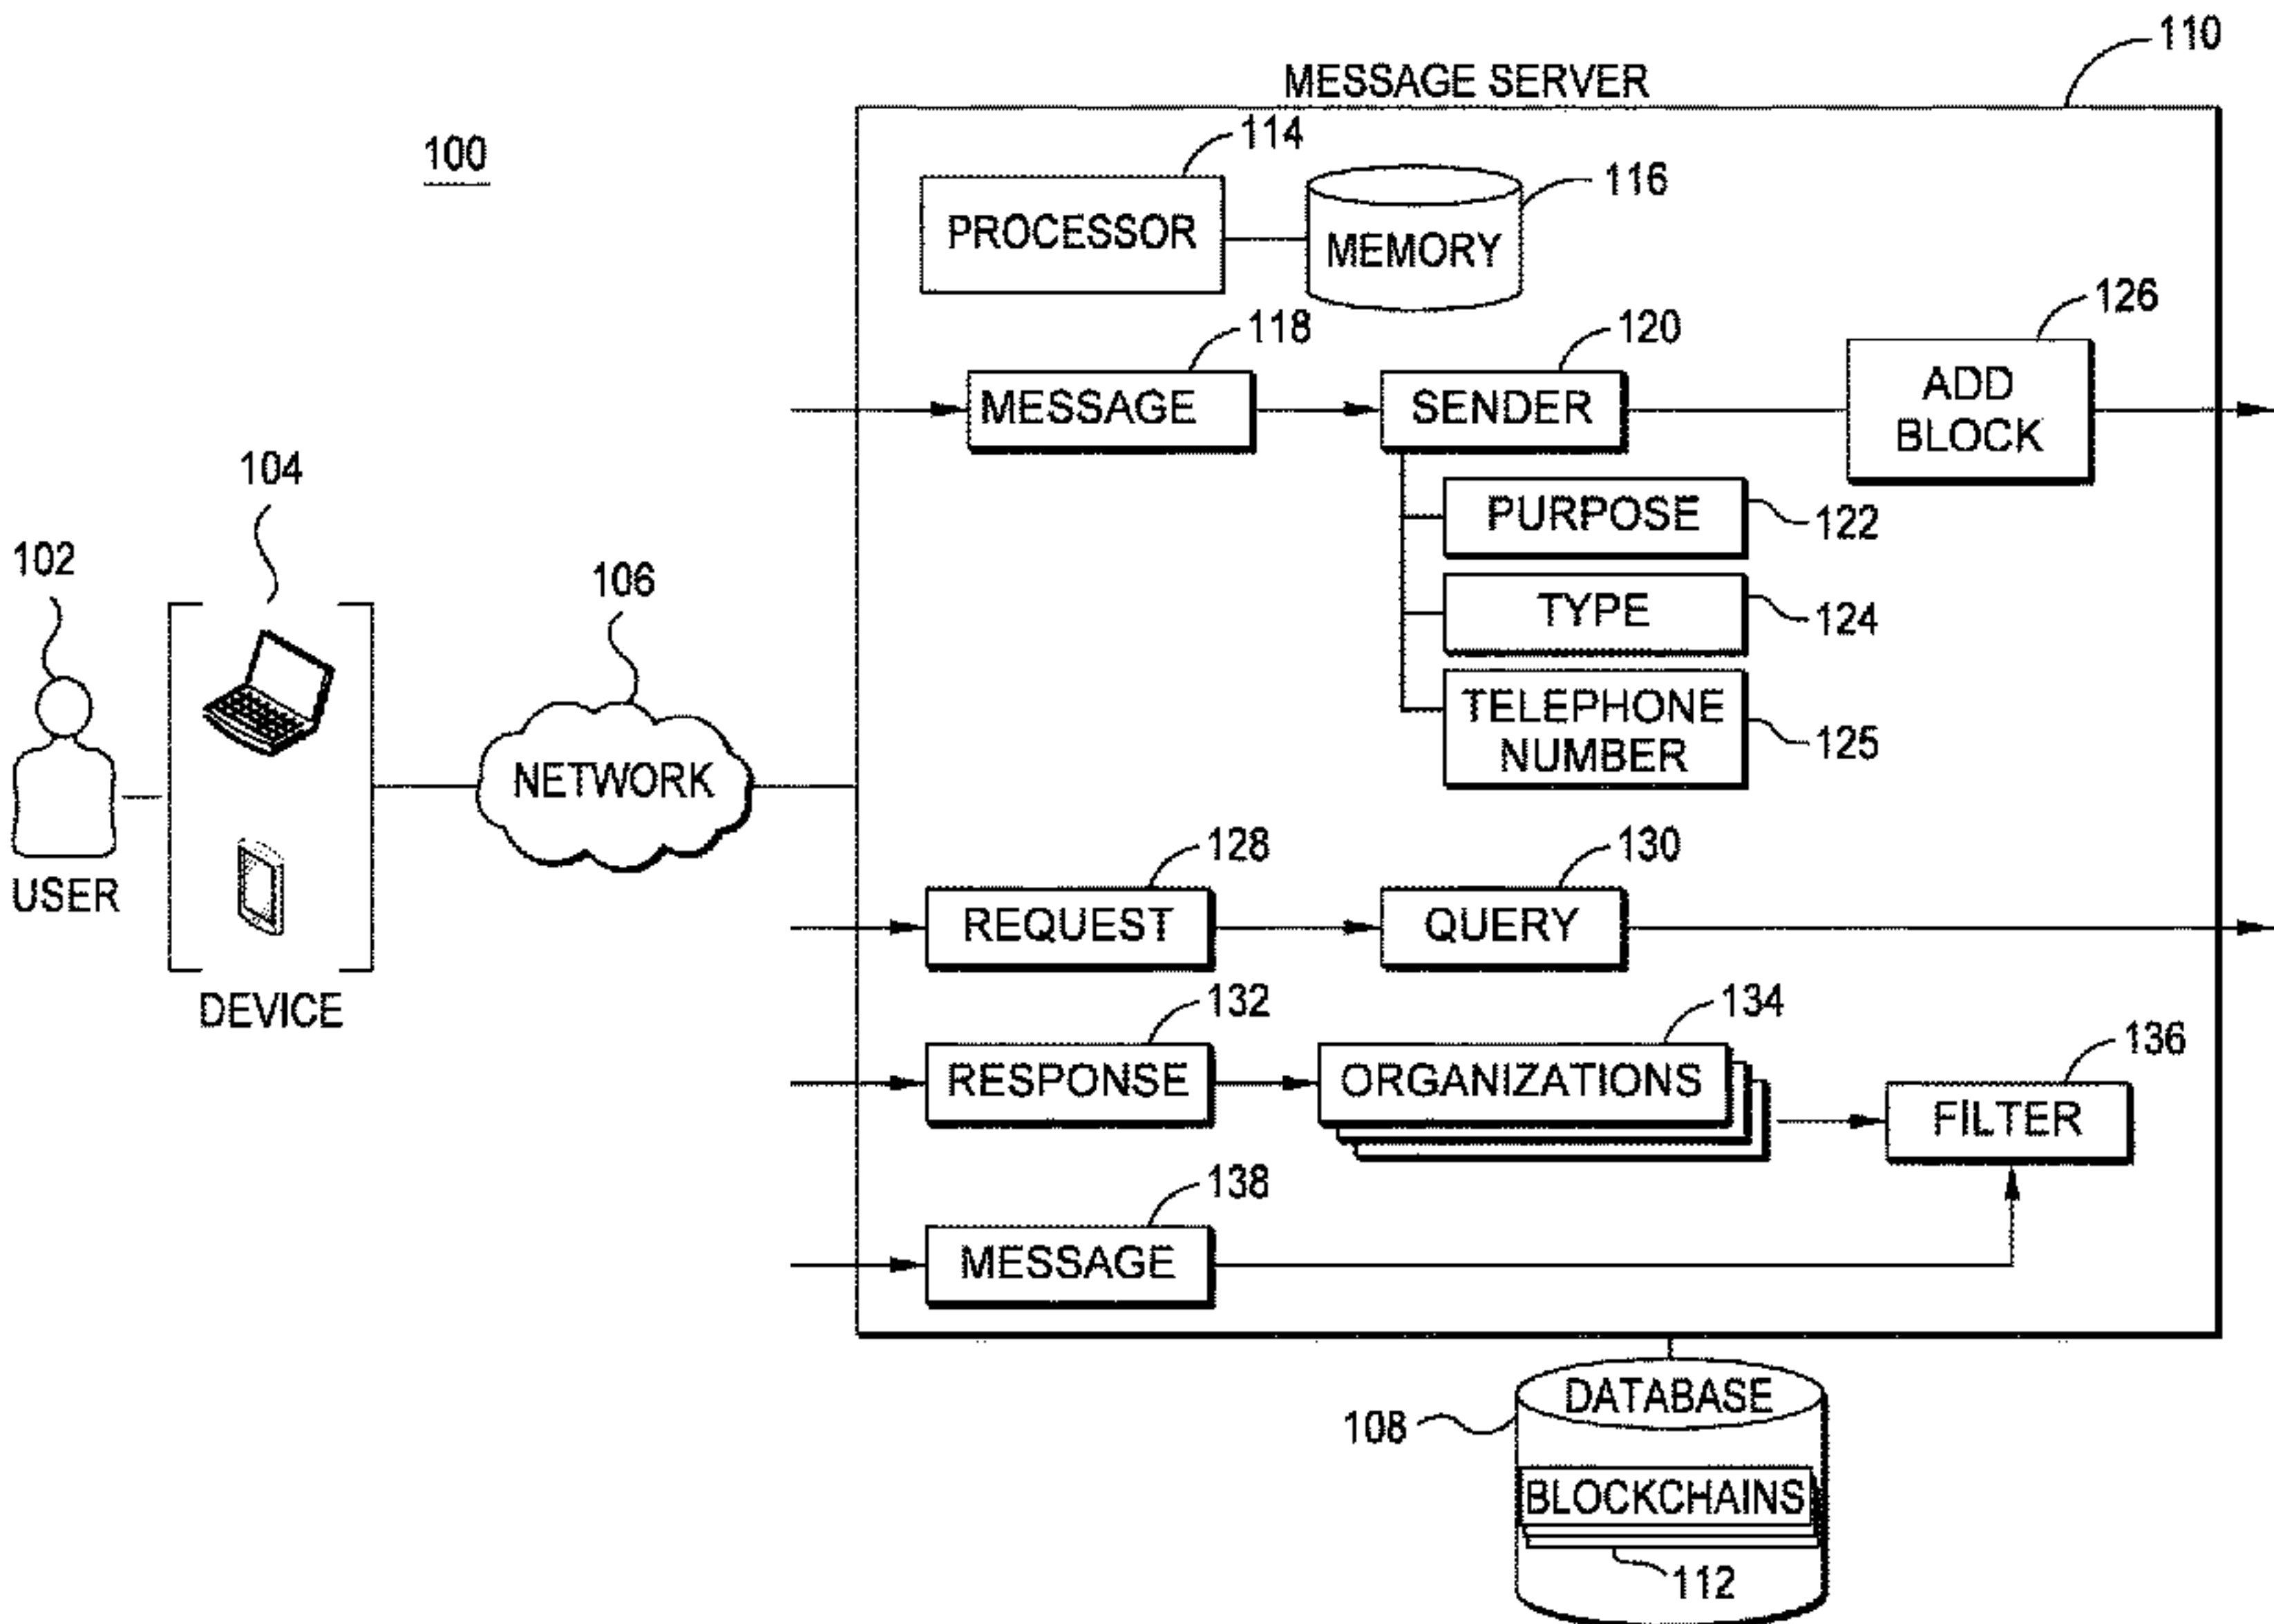 110
MESSAGE SERVER
100
114
PROCESSOR
116
MEMORY
118
MESSAGE
120
SENDER
126
ADD
BLOCK
PURPOSE
122
TYPE
124
TELEPHONE
NUMBER
125
102
USER
104
DEVICE
106
NETWORK
128
REQUEST
130
QUERY
132
RESPONSE
134
ORGANIZATIONS
136
FILTER
138
MESSAGE
DATABASE
108
BLOCKCHAINS
112